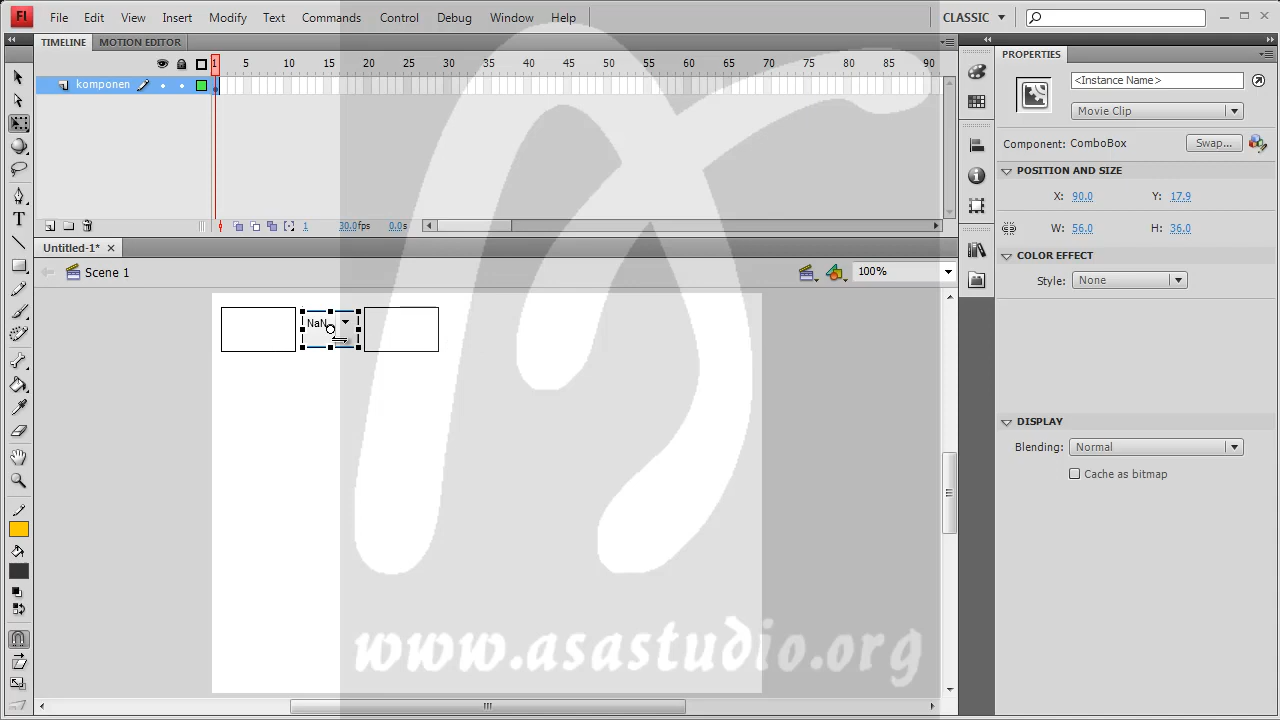 Fl File Edit View Insert Modify Text Commands Control Debug Window Help CLASSIC
TIMELINE MOTION EDITOR
PROPERTIES
1 5 10 15 20 25 30 35 40 45 50 55 60 65 70 75 80 85 90
komponen
<Instance Name>
Movie Clip
Component: ComboBox Swap...
POSITION AND SIZE
X: 90.0 Y: 17.9
W: 56.0 H: 36.0
1 30.0fps 0.0s
Untitled-1*
COLOR EFFECT
Scene 1 100%
Style: None
NaN
DISPLAY
Blending: Normal
Cache as bitmap
www.asastudio.org